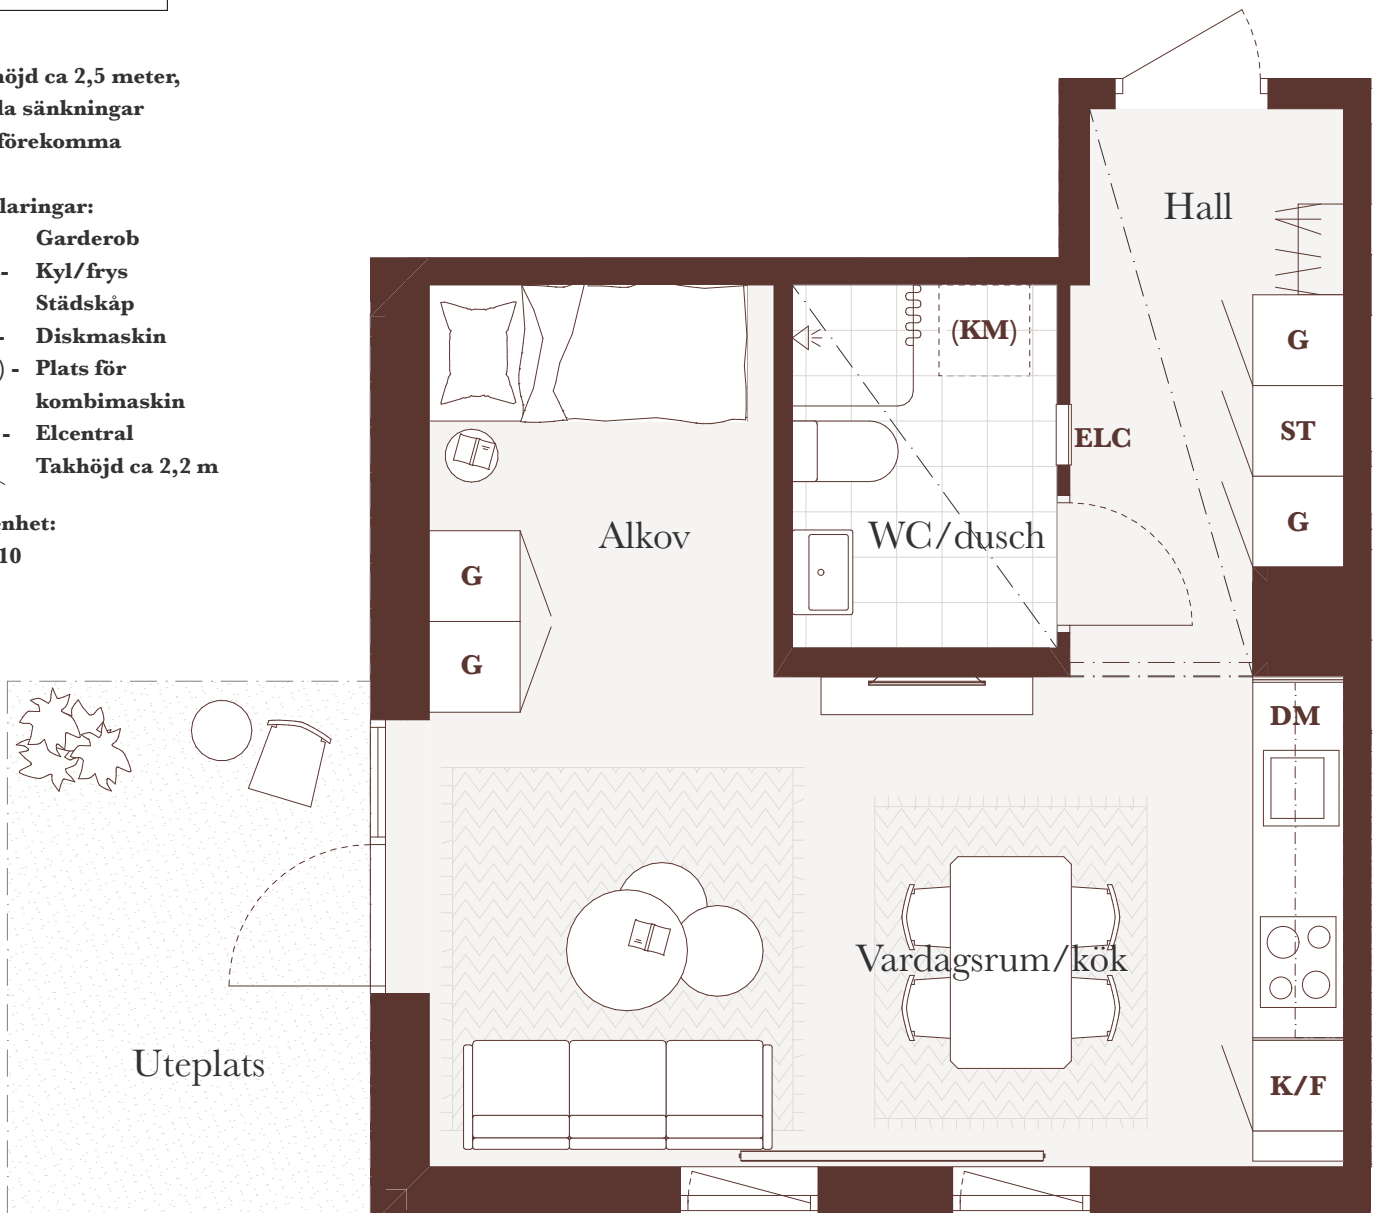 höjd ca 2,5 meter,
la sänkningar
förekomma
laringar:
Garderob
- Kyl/frys
Städskåp
- Diskmaskin
) - Plats för
kombimaskin
- Elcentral
Takhöjd ca 2,2 m
enhet:
10
Hall
(KM)
G
ELC
ST
G
Alkov
WC/dusch
G
G
DM
Vardagsrum/kök
Uteplats
K/F